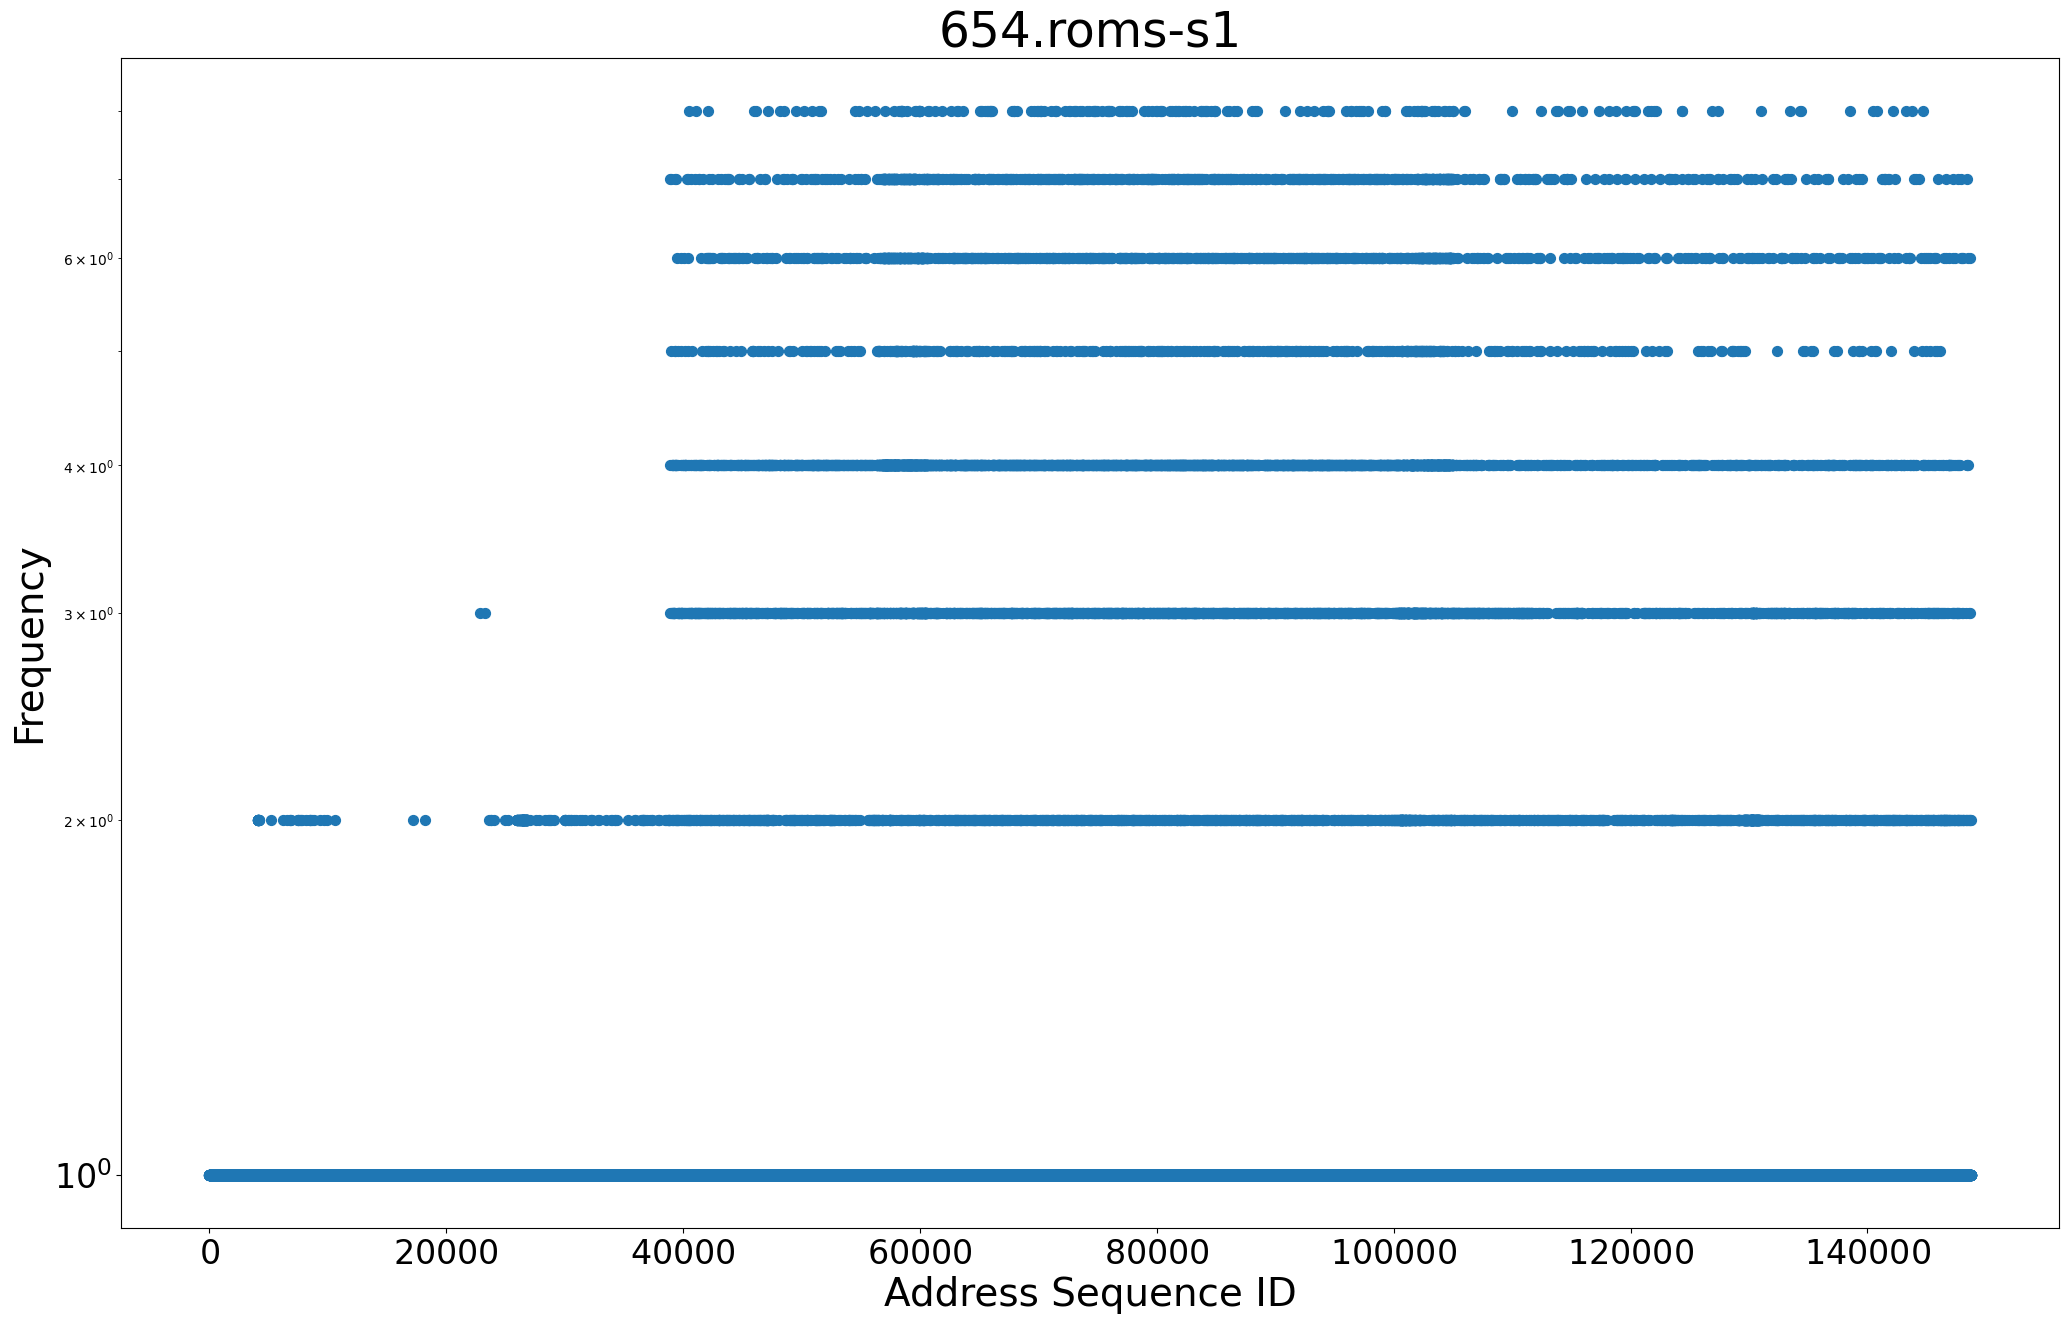 654.roms-s1
6 × 10⁰
4 × 10⁰
3 × 10⁰
2 × 10⁰
10⁰
Frequency
0 20000 40000 60000 80000 100000 120000 140000
Address Sequence ID